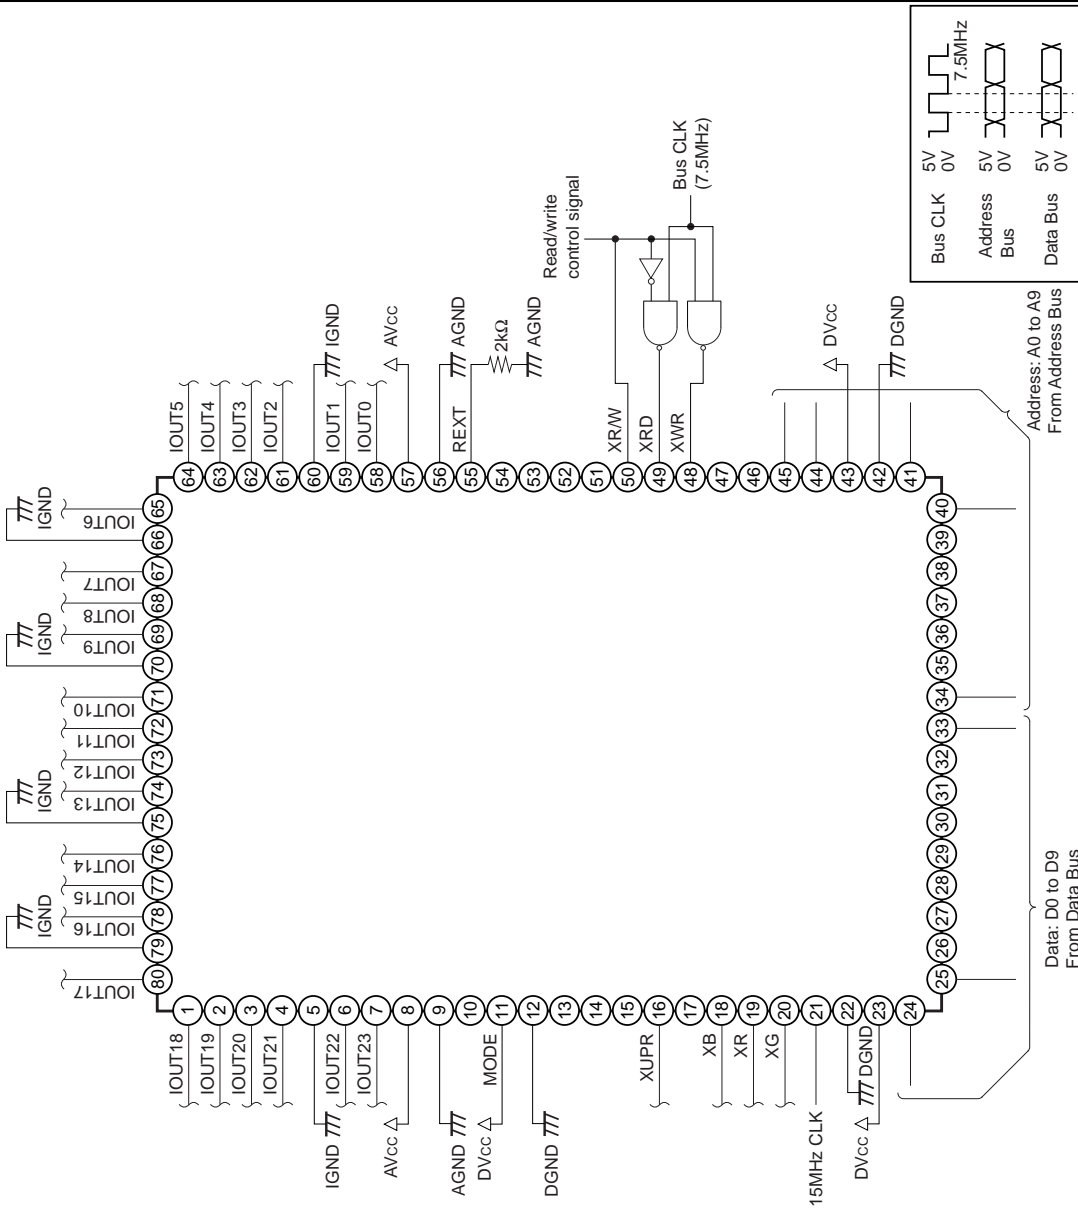 5V
0V
Bus CLK
7.5MHz
5V
0V
Address
Bus
5V
0V
Data Bus
Read/write
control signal
Bus CLK
(7.5MHz)
IOUT5
IOUT4
IOUT3
IOUT2
IGND
IOUT1
IOUT0
AVCC
AGND
REXT
2kΩ
AGND
XR/W
XRD
XWR
DVCC
DGND
Address: A0 to A9
From Address Bus
64
63
62
61
60
59
58
57
56
55
54
53
52
51
50
49
48
47
46
45
44
43
42
41
IGND
IOUT6
IOUT7
IOUT8
IGND
IOUT9
IOUT10
IOUT11
IOUT12
IGND
IOUT13
IOUT14
IOUT15
IGND
IOUT16
IOUT17
65
66
67
68
69
70
71
72
73
74
75
76
77
78
79
80
40
39
38
37
36
35
34
33
32
31
30
29
28
27
26
25
1
2
3
4
5
6
7
8
9
10
11
12
13
14
15
16
17
18
19
20
21
22
23
24
IOUT18
IOUT19
IOUT20
IOUT21
IGND
IOUT22
IOUT23
AVCC
AGND
MODE
DVCC
DGND
XUPR
XB
XR
XG
15MHz CLK
DGND
DVCC
Data: D0 to D9
From Data Bus